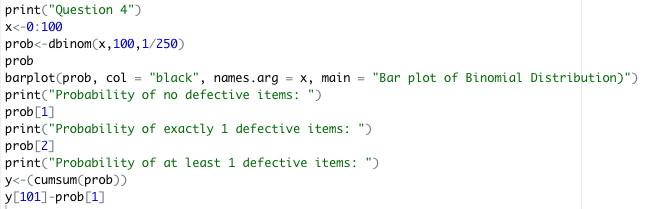 print("Question 4")
x<-0:100
prob<-dbinom(x,100,1/250)
prob
barplot(prob, col = "black", names.arg = x, main = "Bar plot of Binomial Distribution)")
print("Probability of no defective items: ")
prob[1]
print("Probability of exactly 1 defective items: ")
prob[2]
print("Probability of at least 1 defective items: ")
y<-(cumsum(prob))
y[101]-prob[1]